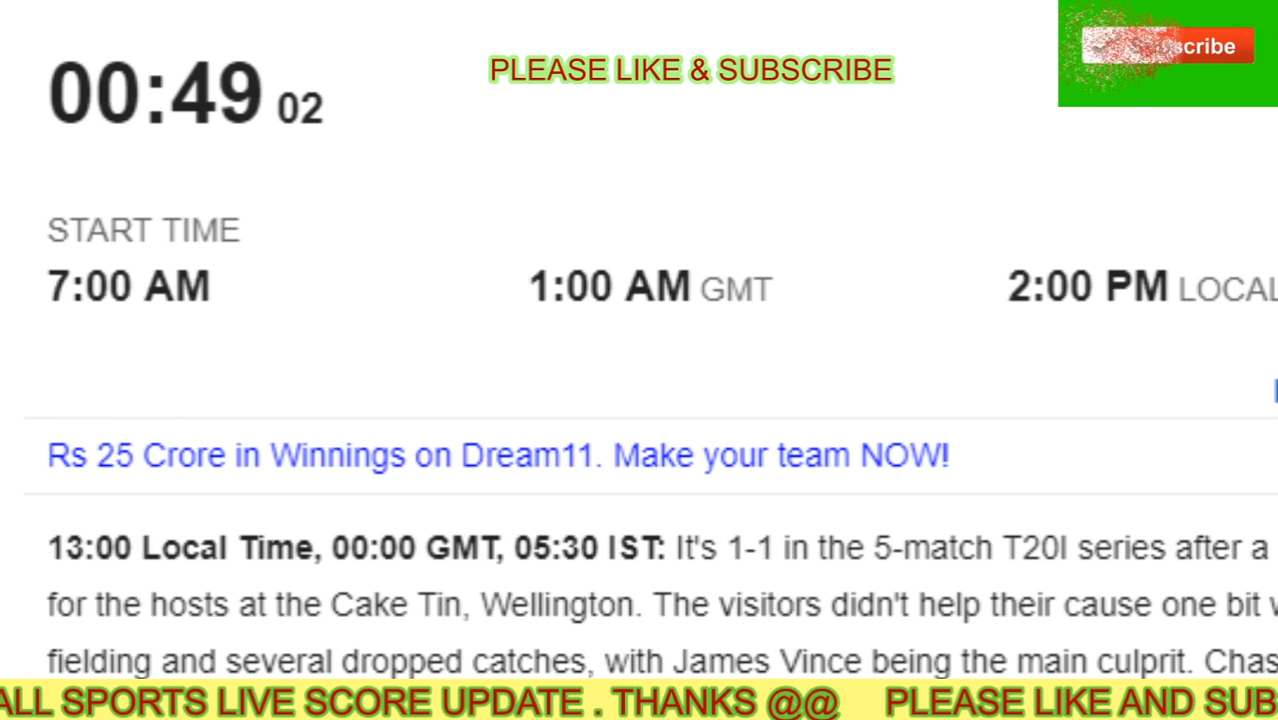 PLEASE LIKE & SUBSCRIBE
scribe
00:49 02
START TIME
7:00 AM 1:00 AM GMT 2:00 PM LOCAL
Rs 25 Crore in Winnings on Dream11. Make your team NOW!
13:00 Local Time, 00:00 GMT, 05:30 IST: It's 1-1 in the 5-match T20I series after a
for the hosts at the Cake Tin, Wellington. The visitors didn't help their cause one bit
fielding and several dropped catches, with James Vince being the main culprit. Chas
ALL SPORTS LIVE SCORE UPDATE . THANKS @@ PLEASE LIKE AND SUB